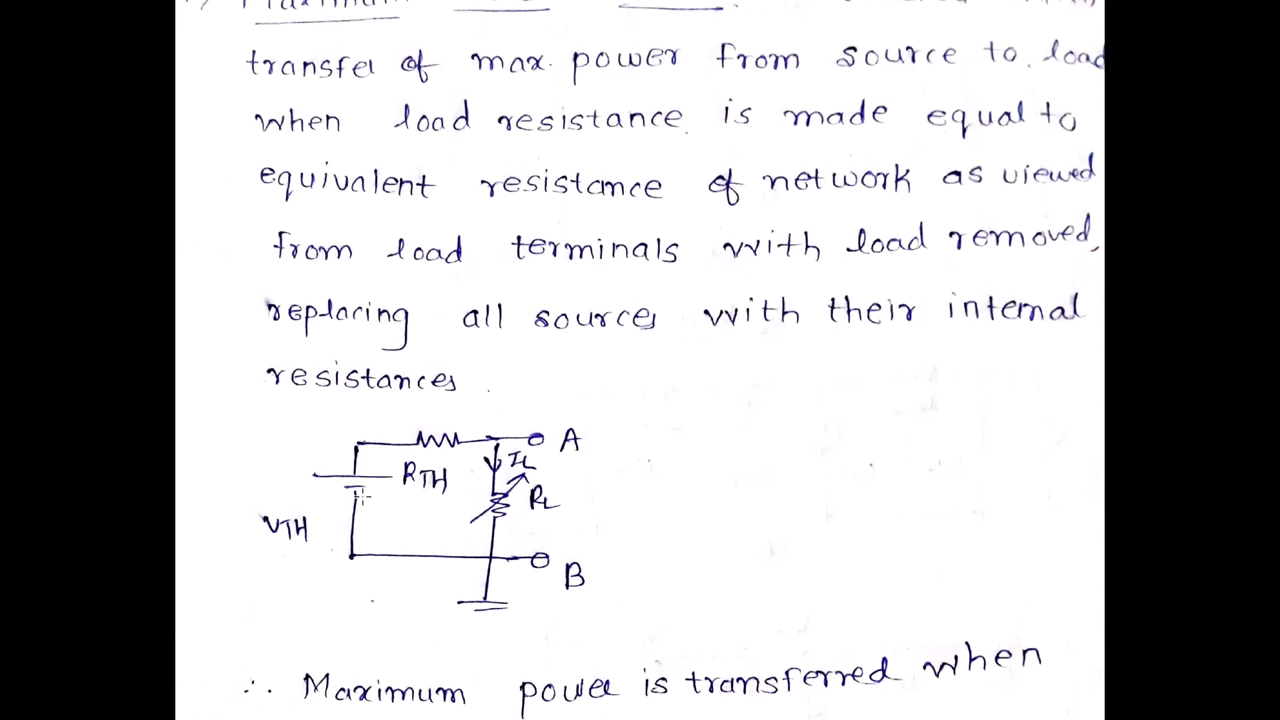 transfer of max. power from source to load
when load resistance is made equal to
equivalent resistance of network as viewed
from load terminals with load removed,
replacing all sources with their internal
resistances.
A
IL
RTH
RL
VTH
B
∴ Maximum power is transferred when